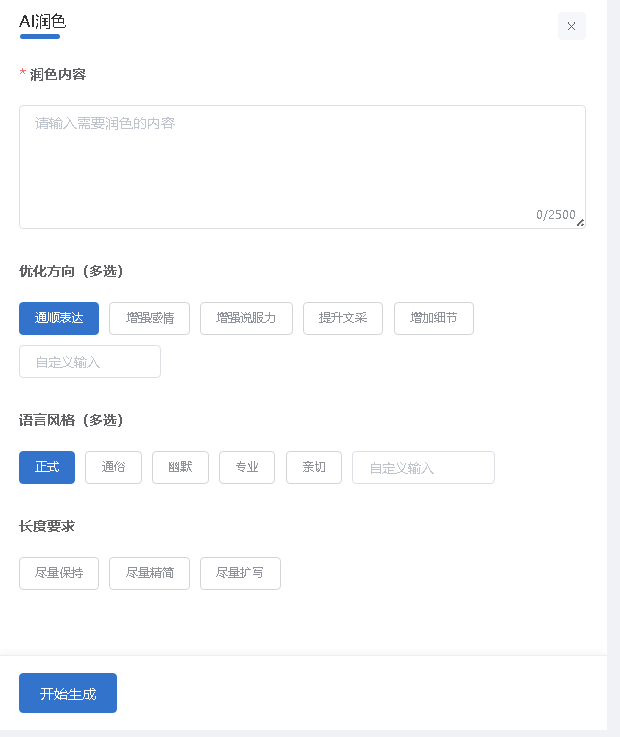 AI润色
* 润色内容
请输入需要润色的内容
0/2500
优化方向（多选）
通顺表达 增强感情 增强说服力 提升文采 增加细节
自定义输入
语言风格（多选）
正式 通俗 幽默 专业 亲切 自定义输入
长度要求
尽量保持 尽量精简 尽量扩写
开始生成